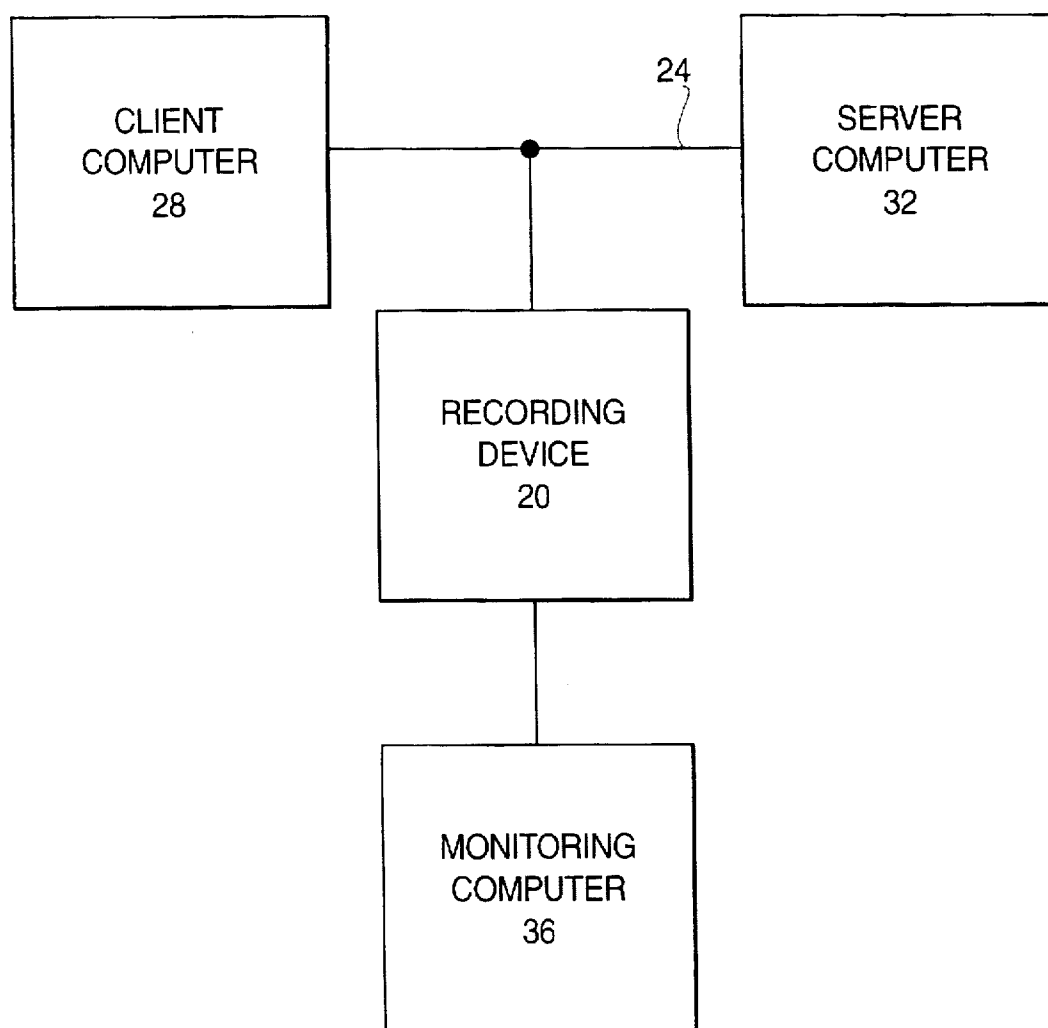 24
CLIENT
COMPUTER
28
SERVER
COMPUTER
32
RECORDING
DEVICE
20
MONITORING
COMPUTER
36